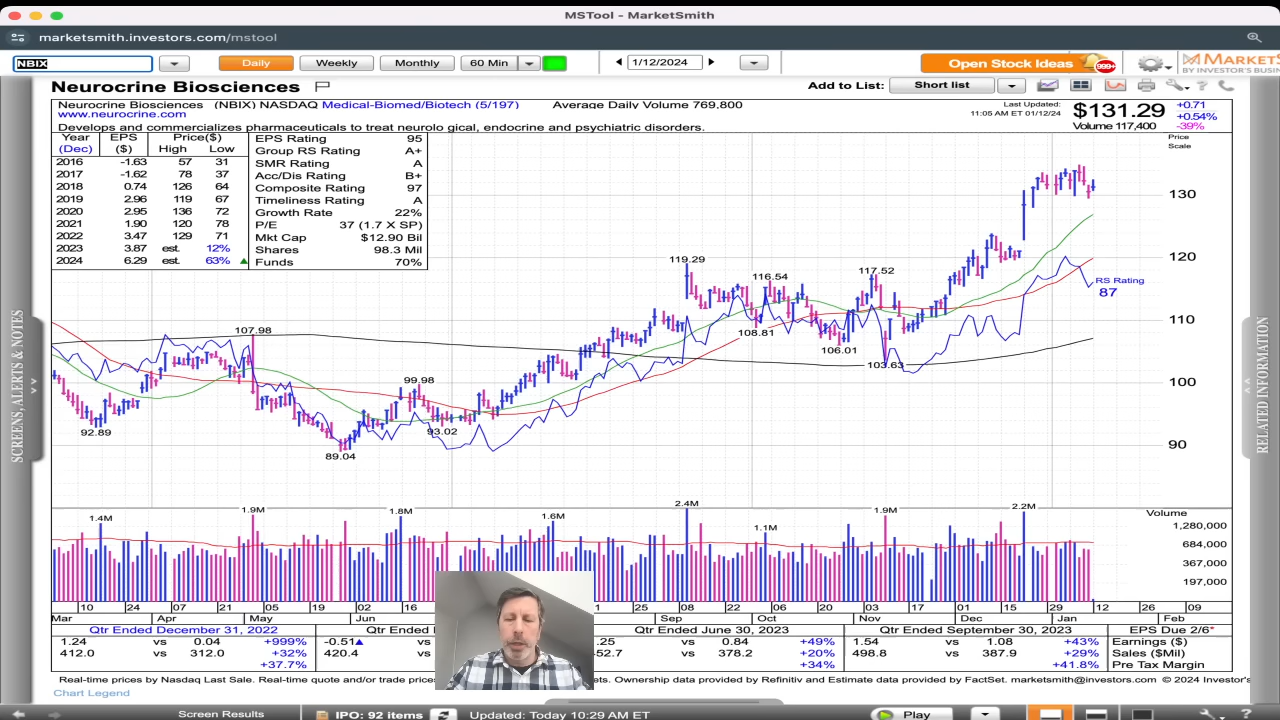 MSTool - MarketSmith
marketsmith.investors.com/mstool
NBIX Daily Weekly Monthly 60 Min 1/12/2024 Open Stock Ideas 999+ MARKETS
BY INVESTOR'S BUSIN
Neurocrine Biosciences Add to List: Short list
Neurocrine Biosciences (NBIX) NASDAQ Medical-Biomed/Biotech (5/197) Average Daily Volume 769,800
www.neurocrine.com
Develops and commercializes pharmaceuticals to treat neurolo gical, endocrine and psychiatric disorders.
Last Updated:
11:05 AM ET 01/12/24
$131.29 +0.71
+0.54%
Volume 117,400 -39%
Year EPS Price($)
(Dec) ($) High Low
2016 -1.63 57 31
2017 -1.62 78 37
2018 0.74 126 64
2019 2.96 119 67
2020 2.95 136 72
2021 1.90 120 78
2022 3.47 129 71
2023 3.87 est. 12%
2024 6.29 est. 63%
EPS Rating 95
Group RS Rating A+
SMR Rating A
Acc/Dis Rating B+
Composite Rating 97
Timeliness Rating A
Growth Rate 22%
P/E 37 (1.7 X SP)
Mkt Cap $12.90 Bil
Shares 98.3 Mil
Funds 70%
Price
Scale
130
120
110
100
90
RS Rating
87
92.89
107.98
89.04
99.98
93.02
119.29
108.81
116.54
106.01
117.52
103.63
1.4M 1.9M 1.8M 1.6M 2.4M 1.1M 1.9M 2.2M
Volume
1,280,000
684,000
367,000
197,000
10 24 07 21 05 19 02 16 11 25 08 22 06 20 03 17 01 15 29 12 26 09
Mar Apr May Jun Sep Oct Nov Dec Jan Feb
Qtr Ended December 31, 2022 Qtr Ended June 30, 2023 Qtr Ended September 30, 2023 EPS Due 2/6*
1.24 vs 0.04 +999% -0.51 vs .25 vs 0.84 +49% 1.54 vs 1.08 +43% Earnings ($)
412.0 vs 312.0 +32% 420.4 vs 52.7 vs 378.2 +20% 498.8 vs 387.9 +29% Sales ($Mil)
+37.7% +34% +41.8% Pre Tax Margin
Real-time prices by Nasdaq Last Sale. Real-time quote and/or trade prices ets. Ownership data provided by Refinitiv and Estimate data provided by FactSet. marketsmith@investors.com © 2024 Investor's
Chart Legend
Screen Results IPO: 92 items Updated: Today 10:29 AM ET Play
SCREENS, ALERTS & NOTES
RELATED INFORMATION